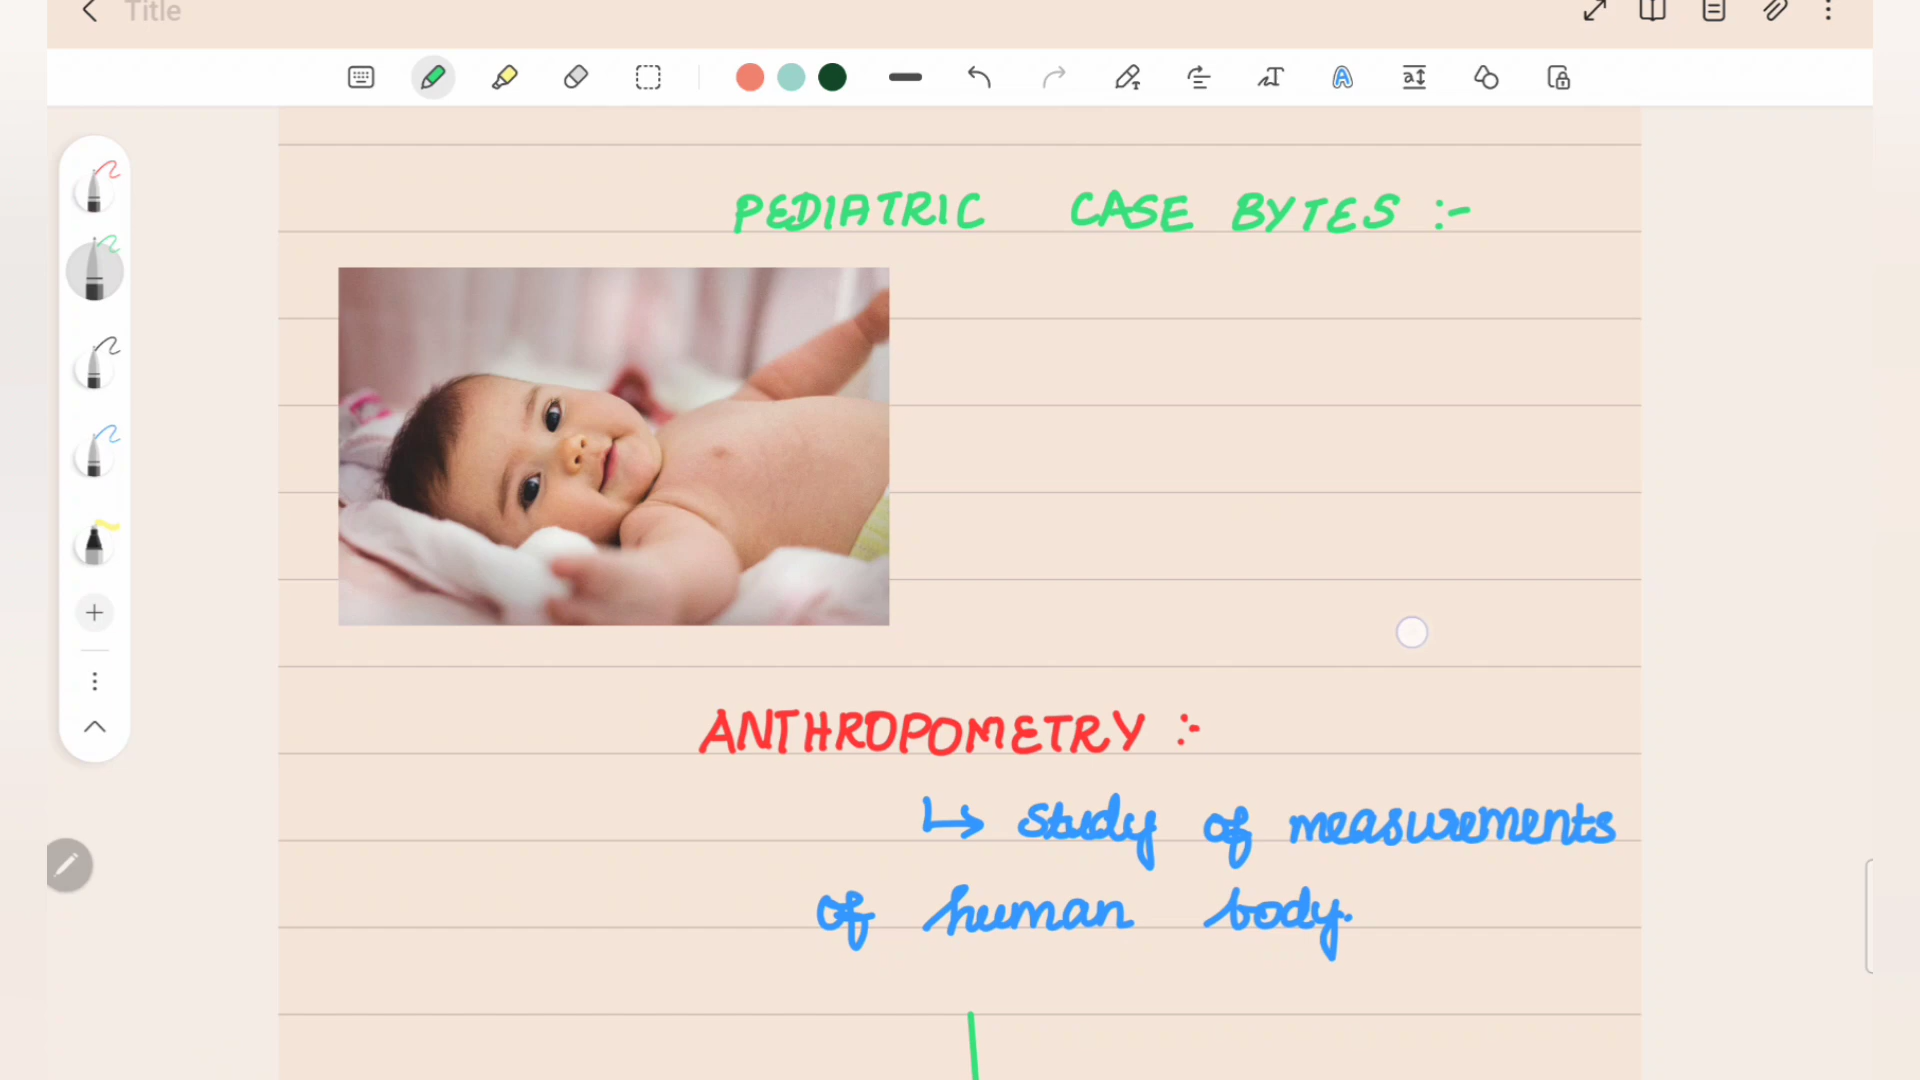 Title
PEDIATRIC CASE BYTES :-
ANTHROPOMETRY :-
↳ study of measurements
of human body.